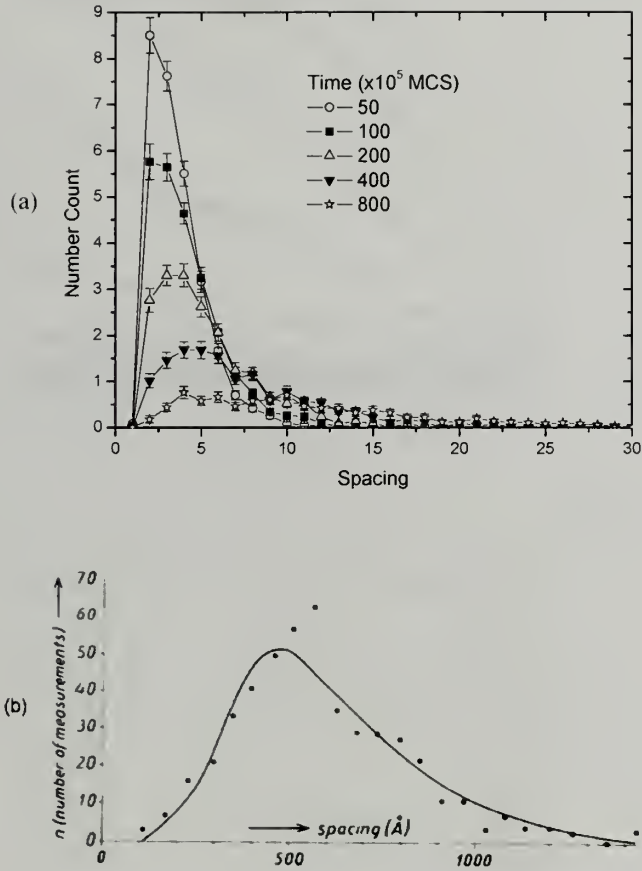 (a)
Number Count
9
8
7
6
5
4
3
2
1
0
Time (x10⁵ MCS)
50
100
200
400
800
0 5 10 15 20 25 30
Spacing
(b)
n (number of measurements)
70
60
50
40
30
20
10
0
spacing (Å)
0 500 1000